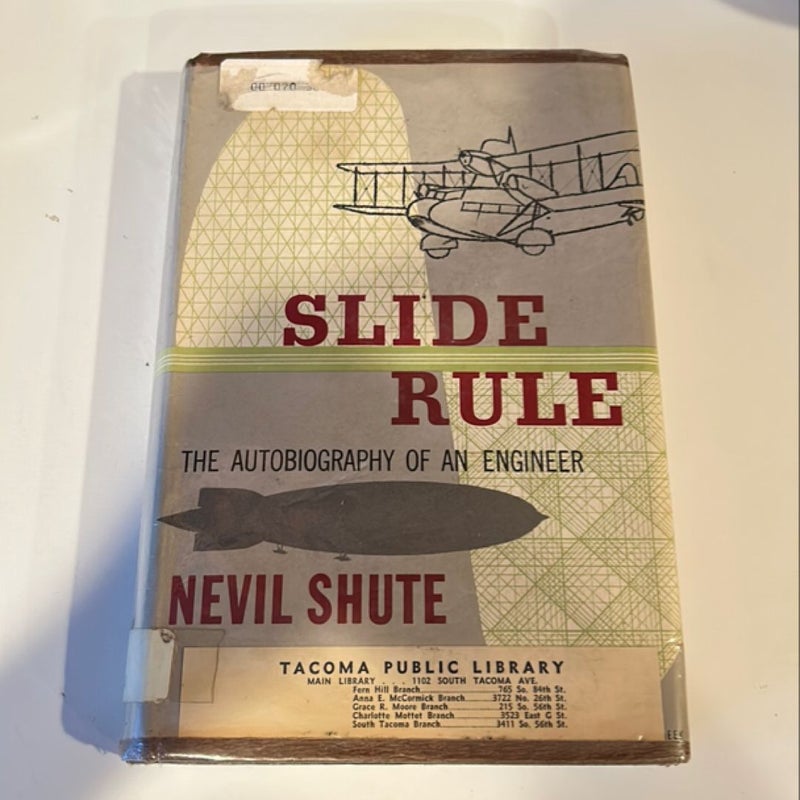 SLIDE
RULE
THE AUTOBIOGRAPHY OF AN ENGINEER
NEVIL SHUTE
TACOMA PUBLIC LIBRARY
MAIN LIBRARY . . . 1102 SOUTH TACOMA AVE.
Fern Hill Branch 765 So. 84th St.
Anna E. McCormick Branch 3722 No. 26th St.
Grace R. Moore Branch 215 So. 56th St.
Charlotte Mottet Branch 3523 East G St.
South Tacoma Branch 3411 So. 56th St.